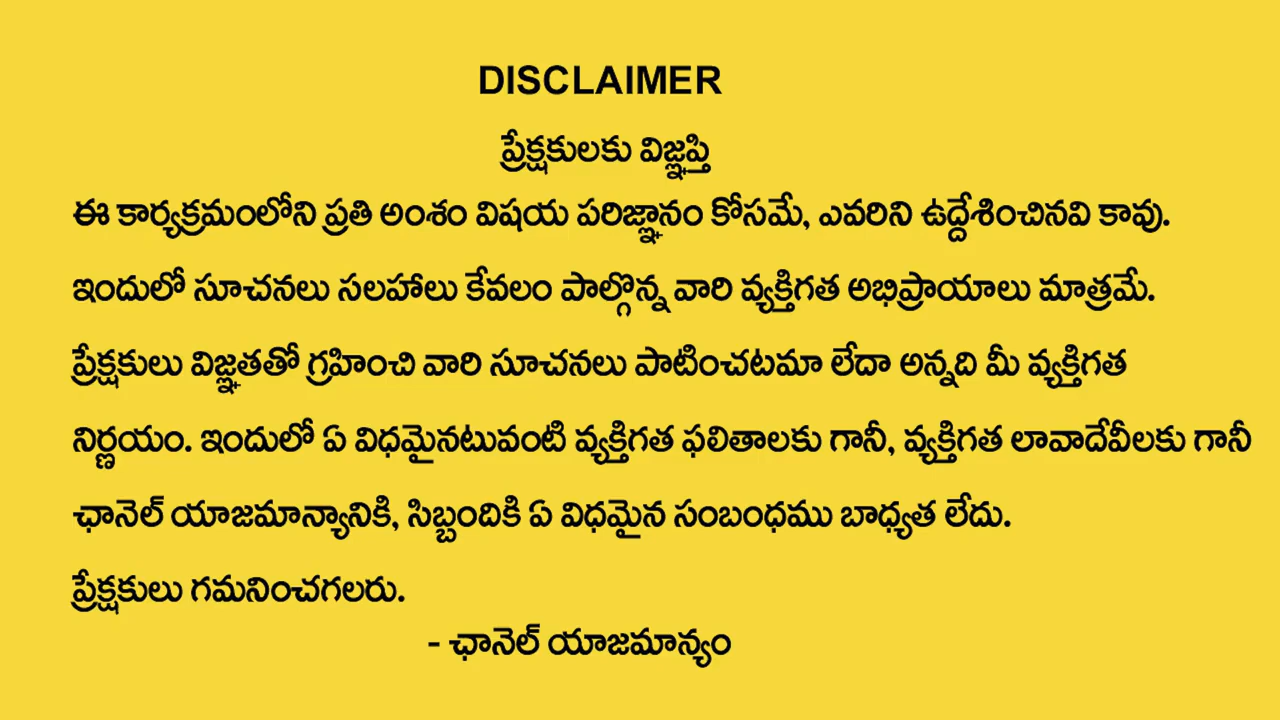 DISCLAIMER
ప్రేక్షకులకు విజ్ఞప్తి
ఈ కార్యక్రమంలోని ప్రతి అంశం విషయ పరిజ్ఞానం కోసమే, ఎవరిని ఉద్దేశించినవి కావు.
ఇందులో సూచనలు సలహాలు కేవలం పాల్గొన్న వారి వ్యక్తిగత అభిప్రాయాలు మాత్రమే.
ప్రేక్షకులు విజ్ఞతతో గ్రహించి వారి సూచనలు పాటించటమా లేదా అన్నది మీ వ్యక్తిగత
నిర్ణయం. ఇందులో ఏ విధమైనటువంటి వ్యక్తిగత ఫలితాలకు గానీ, వ్యక్తిగత లావాదేవీలకు గానీ
ఛానెల్ యాజమాన్యానికి, సిబ్బందికి ఏ విధమైన సంబంధము బాధ్యత లేదు.
ప్రేక్షకులు గమనించగలరు.
- ఛానెల్ యాజమాన్యం